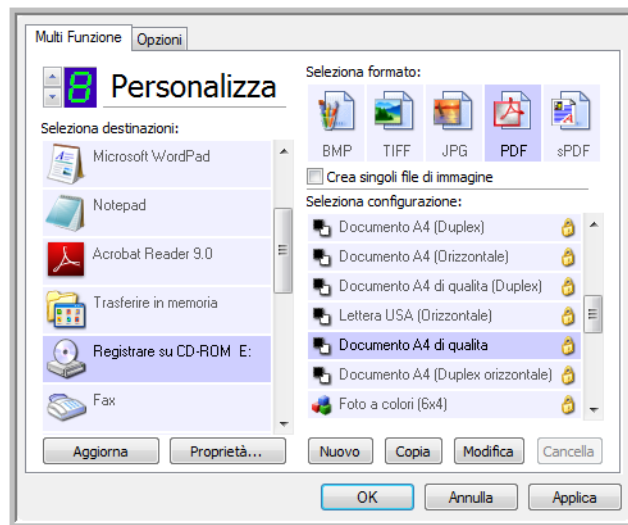 Multi Funzione
Opzioni
8
Personalizza
Seleziona destinazioni:
Microsoft WordPad
Notepad
Acrobat Reader 9.0
Trasferire in memoria
Registrare su CD-ROM E:
Fax
Aggiorna
Proprietà...
Seleziona formato:
BMP TIFF JPG PDF sPDF
Crea singoli file di immagine
Seleziona configurazione:
Documento A4 (Duplex)
Documento A4 (Orizzontale)
Documento A4 di qualita (Duplex)
Lettera USA (Orizzontale)
Documento A4 di qualita
Documento A4 (Duplex orizzontale)
Foto a colori (6x4)
Nuovo
Copia
Modifica
Cancella
OK
Annulla
Applica